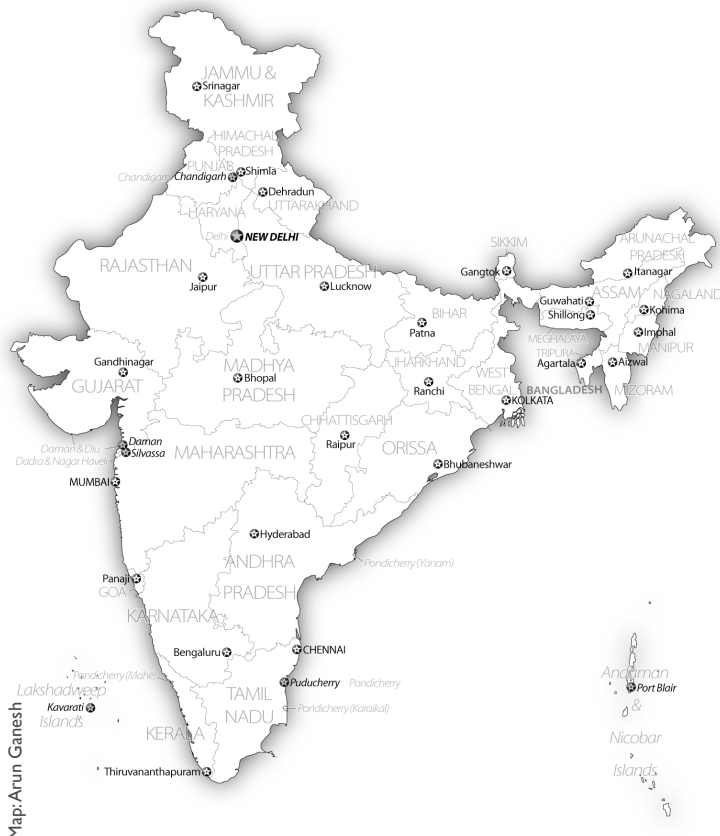 JAMMU &
Srinagar
KASHMIR
HIMACHAL
PRADESH
PUNJAB
Shimla
Chandigarh
Chandigarh
Dehradun
UTTARAKHAND
HARYANA
Delhi
NEW DELHI
SIKKIM
ARUNACHAL
PRADESH
RAJASTHAN
UTTAR PRADESH
Gangtok
Itanagar
Jaipur
Lucknow
ASSAM
NAGALAND
Guwahati
Shillong
Kohima
BIHAR
Patna
Imphal
MEGHALAYA
MANIPUR
TRIPURA
Gandhinagar
MADHYA
JHARKHAND
WEST
Agartala
Aizwal
GUJARAT
Bhopal
Ranchi
PRADESH
BENGAL
BANGLADESH
MIZORAM
KOLKATA
CHHATTISGARH
Daman & Diu
Daman
Raipur
ORISSA
Dadra & Nagar Haveli
Silvassa
MAHARASHTRA
Bhubaneshwar
MUMBAI
Hyderabad
ANDHRA
Pondicherry (Yanam)
Panaji
GOA
PRADESH
KARNATAKA
Bengaluru
CHENNAI
Pondicherry (Mahe)
Puducherry
Pondicherry
Andaman
Port Blair
Lakshadweep
Kavarati
Islands
TAMIL
NADU
Pondicherry (Karaikal)
&
KERALA
Nicobar
Islands
Thiruvananthapuram
Map: Arun Ganesh